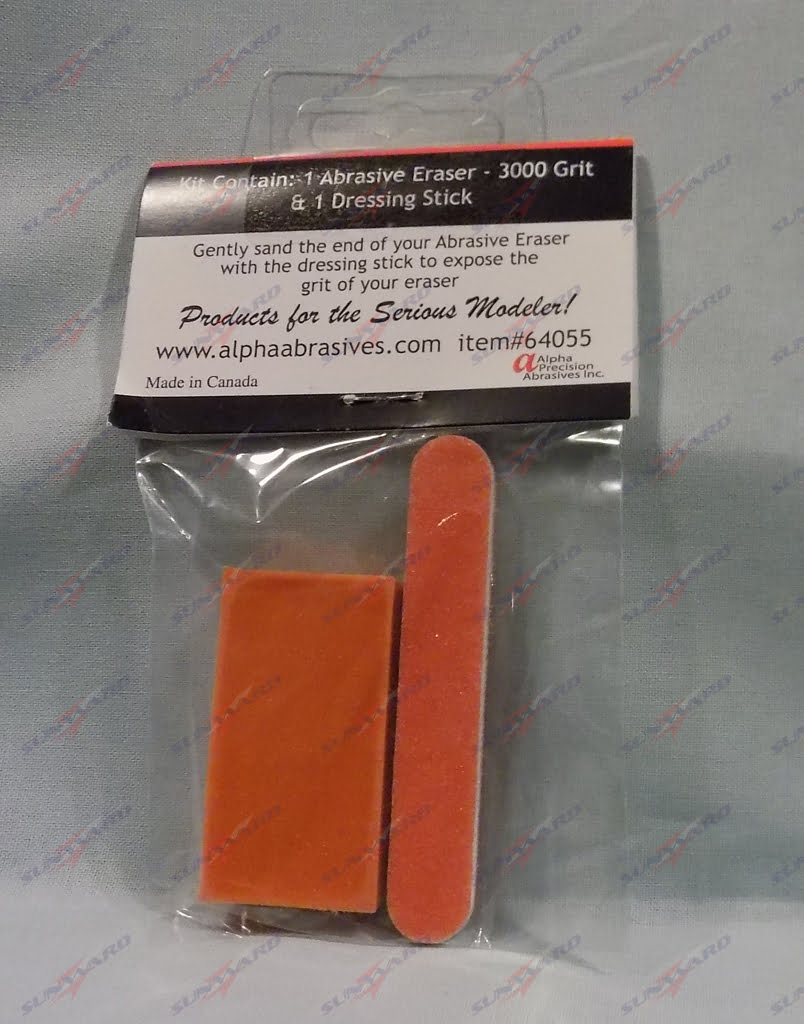 Kit Contain: 1 Abrasive Eraser - 3000 Grit
& 1 Dressing Stick
Gently sand the end of your Abrasive Eraser
with the dressing stick to expose the
grit of your eraser
Products for the Serious Modeler!
www.alphaabrasives.com item#64055
a Alpha
Precision
Abrasives Inc.
Made in Canada
SUNWARD